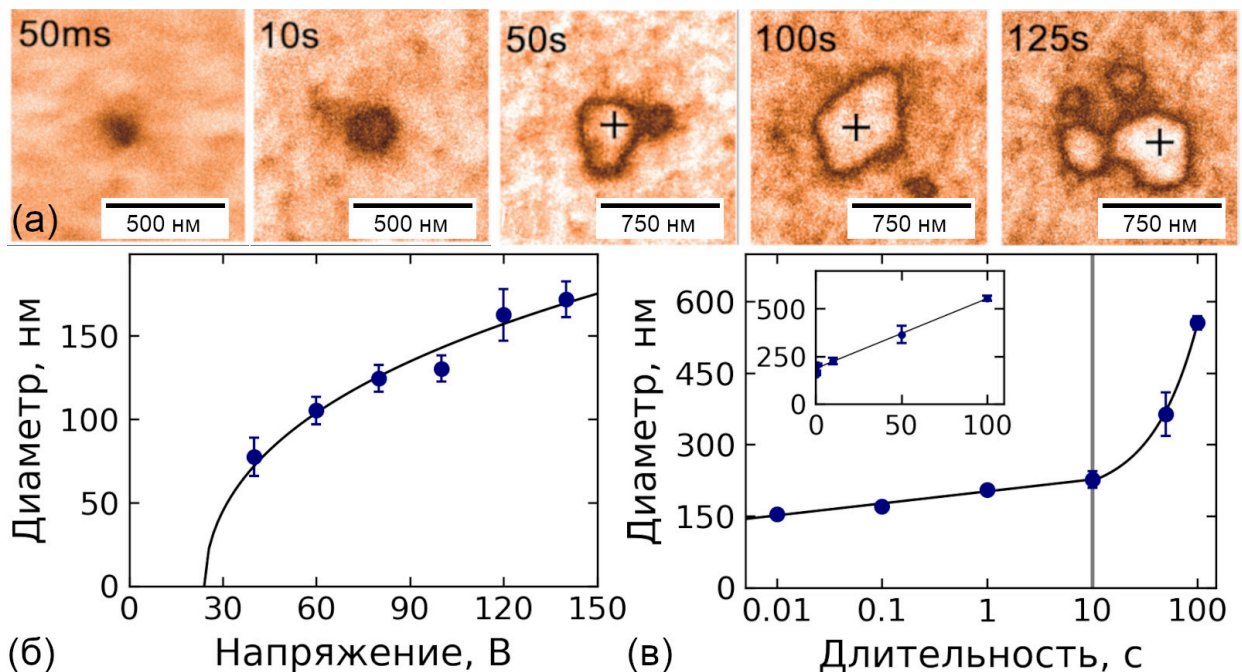 50ms 10s 50s 100s 125s
(а) 500 нм 500 нм 750 нм 750 нм 750 нм
Диаметр, нм
150
100
50
0
0 30 60 90 120 150
(б) Напряжение, В
Диаметр, нм
600
450
300
150
0
500
250
0
0 50 100
0.01 0.1 1 10 100
(в) Длительность, с